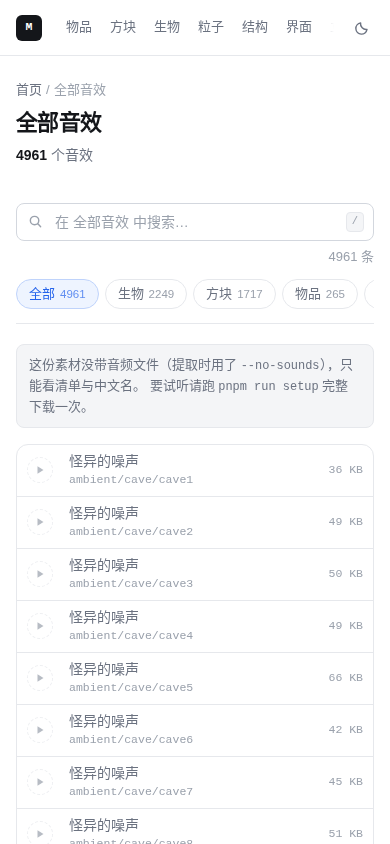 M 物品 方块 生物 粒子 结构 界面
首页 / 全部音效
全部音效
4961 个音效
在 全部音效 中搜索… /
4961 条
全部 4961 生物 2249 方块 1717 物品 265
这份素材没带音频文件（提取时用了 --no-sounds），只
能看清单与中文名。 要试听请跑 pnpm run setup 完整
下载一次。
怪异的噪声
ambient/cave/cave1 36 KB
怪异的噪声
ambient/cave/cave2 49 KB
怪异的噪声
ambient/cave/cave3 50 KB
怪异的噪声
ambient/cave/cave4 49 KB
怪异的噪声
ambient/cave/cave5 66 KB
怪异的噪声
ambient/cave/cave6 42 KB
怪异的噪声
ambient/cave/cave7 45 KB
怪异的噪声
ambient/cave/cave8 51 KB